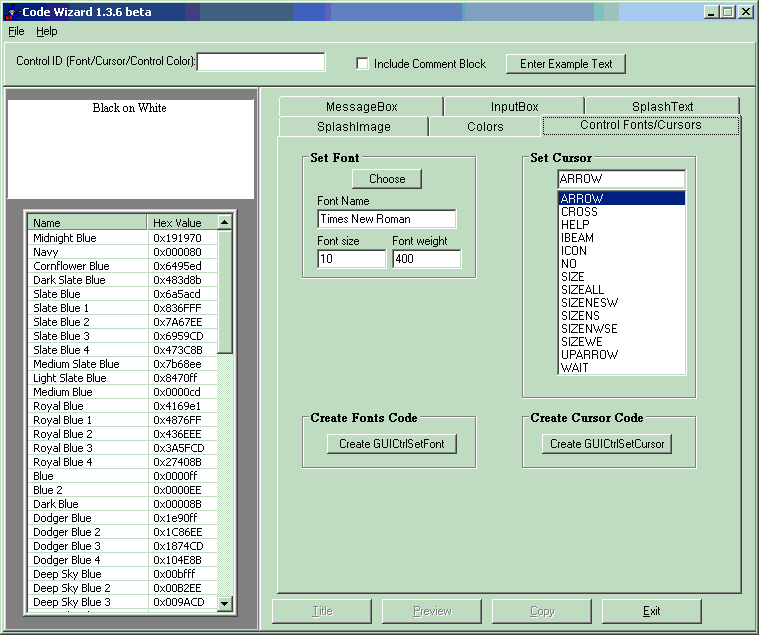 Code Wizard 1.3.6 beta
File Help
Control ID (Font/Cursor/Control Color):
Include Comment Block
Enter Example Text
Black on White
Name Hex Value
Midnight Blue 0x191970
Navy 0x000080
Cornflower Blue 0x6495ed
Dark Slate Blue 0x483d8b
Slate Blue 0x6a5acd
Slate Blue 1 0x836FFF
Slate Blue 2 0x7A67EE
Slate Blue 3 0x6959CD
Slate Blue 4 0x473C8B
Medium Slate Blue 0x7b68ee
Light Slate Blue 0x8470ff
Medium Blue 0x0000cd
Royal Blue 0x4169e1
Royal Blue 1 0x4876FF
Royal Blue 2 0x436EEE
Royal Blue 3 0x3A5FCD
Royal Blue 4 0x27408B
Blue 0x0000ff
Blue 2 0x0000EE
Dark Blue 0x00008B
Dodger Blue 0x1e90ff
Dodger Blue 2 0x1C86EE
Dodger Blue 3 0x1874CD
Dodger Blue 4 0x104E8B
Deep Sky Blue 0x00bfff
Deep Sky Blue 2 0x00B2EE
Deep Sky Blue 3 0x009ACD
MessageBox InputBox SplashText
SplashImage Colors Control Fonts/Cursors
Set Font
Choose
Font Name
Times New Roman
Font size Font weight
10 400
Set Cursor
ARROW
ARROW
CROSS
HELP
IBEAM
ICON
NO
SIZE
SIZEALL
SIZENESW
SIZENS
SIZENWSE
SIZEWE
UPARROW
WAIT
Create Fonts Code
Create GUICtrlSetFont
Create Cursor Code
Create GUICtrlSetCursor
Title Preview Copy Exit